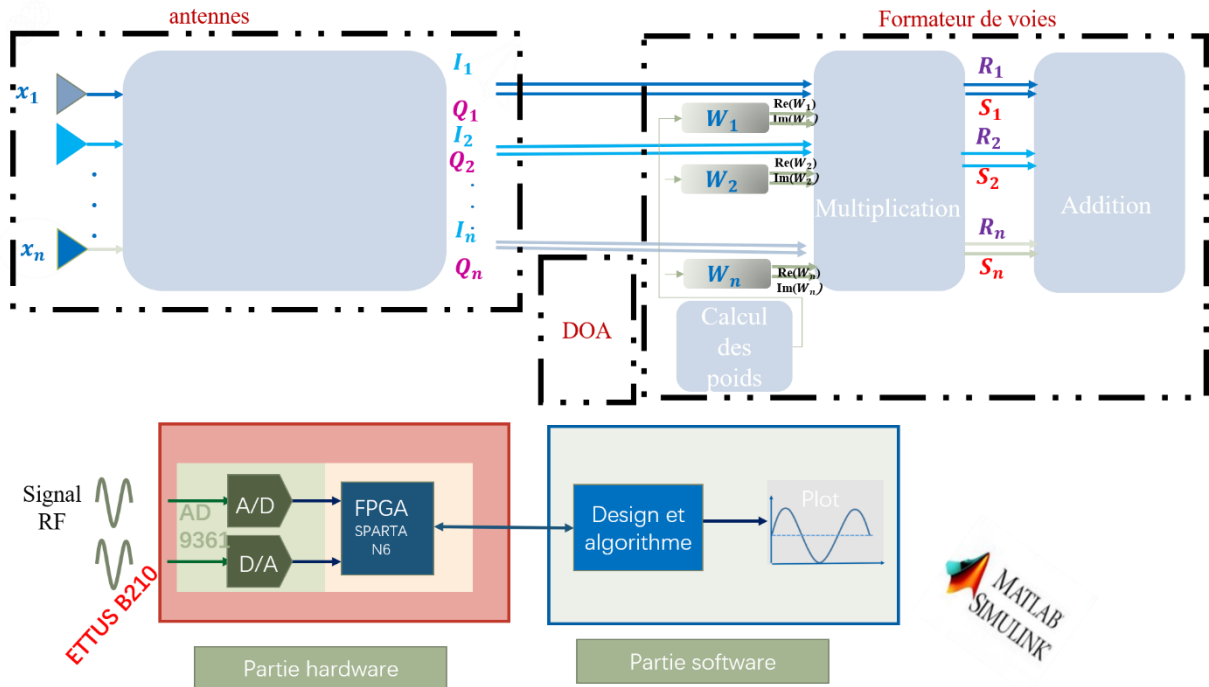 antennes
Formateur de voies
x₁
I₁
Q₁
I₂
Q₂
Iₙ
Qₙ
xₙ
W₁
Re(W₁)
Im(W₁)
W₂
Re(W₂)
Im(W₂)
Wₙ
Re(Wₙ)
Im(Wₙ)
Multiplication
R₁
S₁
R₂
S₂
Rₙ
Sₙ
Addition
DOA
Calcul
des
poids
Signal
RF
ETTUS B210
AD
9361
A/D
D/A
FPGA
SPARTA
N6
Design et
algorithme
Plot
MATLAB
SIMULINK
Partie hardware
Partie software